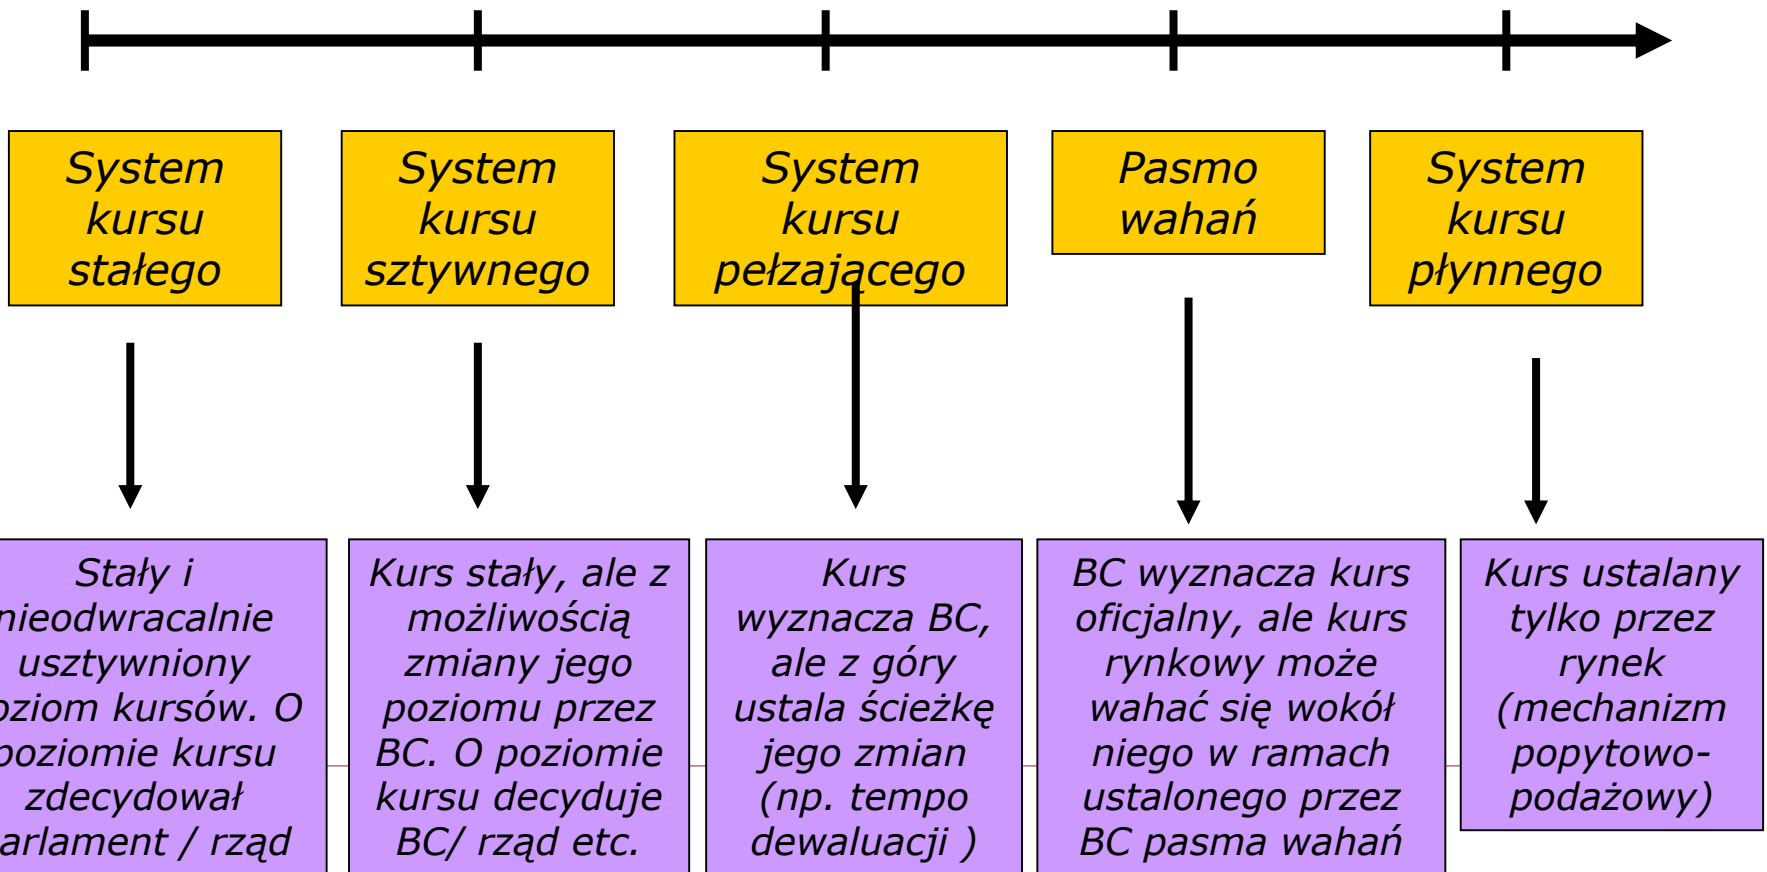 System
kursu
stałego
System
kursu
sztywnego
System
kursu
pełzającego
Pasmo
wahań
System
kursu
płynnego
Stały i
nieodwracalnie
usztywniony
poziom kursów. O
poziomie kursu
zdecydował
parlament / rząd
Kurs stały, ale z
możliwością
zmiany jego
poziomu przez
BC. O poziomie
kursu decyduje
BC/ rząd etc.
Kurs
wyznacza BC,
ale z góry
ustala ścieżkę
jego zmian
(np. tempo
dewaluacji )
BC wyznacza kurs
oficjalny, ale kurs
rynkowy może
wahać się wokół
niego w ramach
ustalonego przez
BC pasma wahań
Kurs ustalany
tylko przez
rynek
(mechanizm
popytowo-
podażowy)